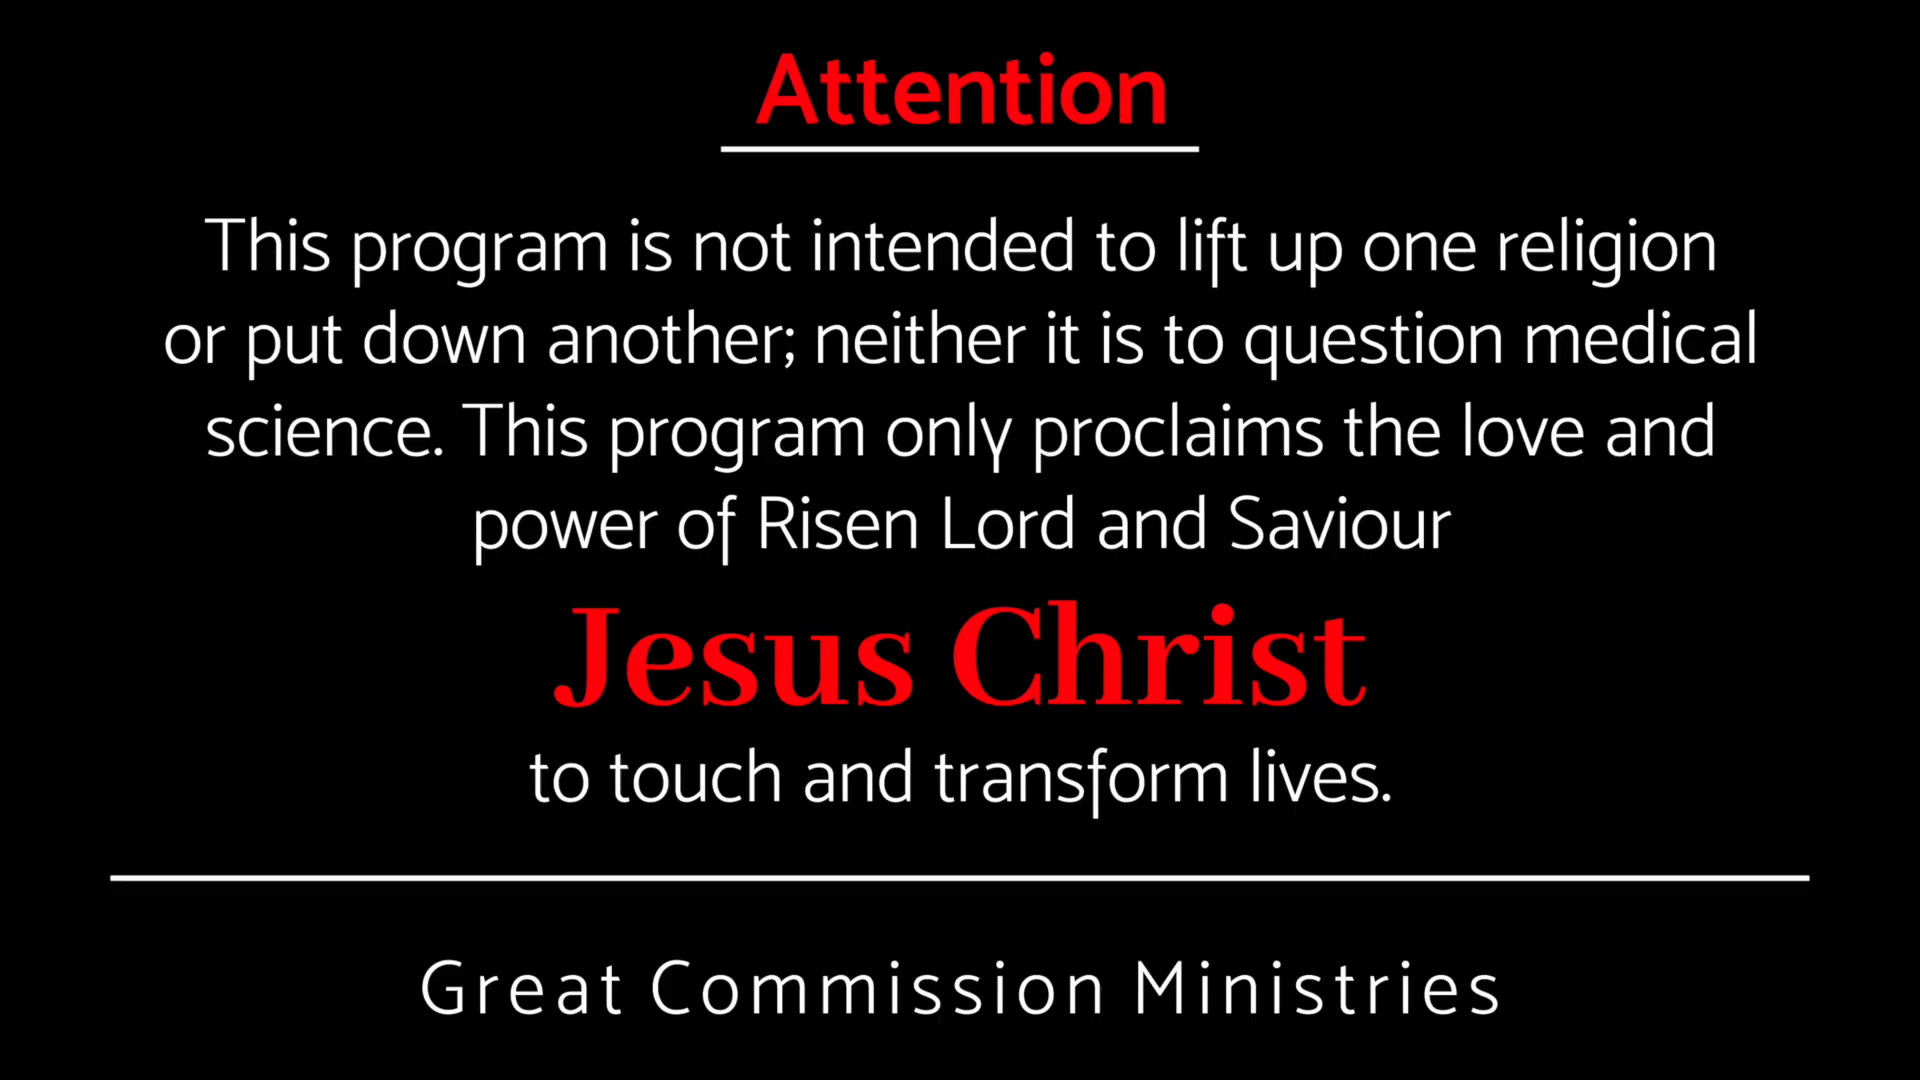 Attention
This program is not intended to lift up one religion
or put down another; neither it is to question medical
science. This program only proclaims the love and
power of Risen Lord and Saviour
Jesus Christ
to touch and transform lives.
Great Commission Ministries